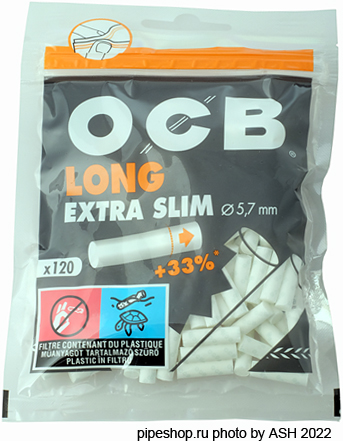 OCB
®
LONG
EXTRA SLIM Ø 5,7 mm
+33%*
x120
FILTRE CONTENANT DU PLASTIQUE
MŰANYAGOT TARTALMAZÓ SZŰRŐ
PLASTIC IN FILTER
pipeshop.ru photo by ASH 2022